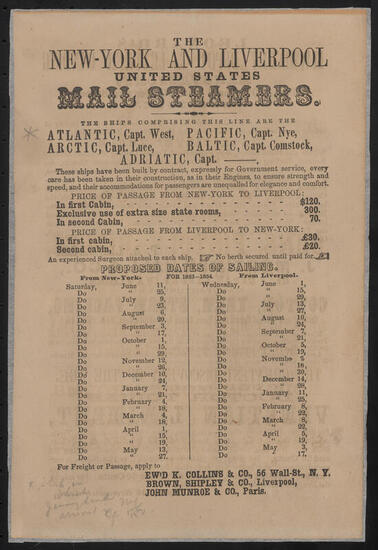 THE
NEW-YORK AND LIVERPOOL
UNITED STATES
MAIL STEAMERS.
THE SHIPS COMPRISING THIS LINE ARE THE
ATLANTIC, Capt. West, PACIFIC, Capt. Nye,
ARCTIC, Capt. Luce, BALTIC, Capt. Comstock,
ADRIATIC, Capt. ———.
These ships have been built by contract, expressly for Government service, every
care has been taken in their construction, as in their Engines, to ensure strength and
speed, and their accommodations for passengers are unequalled for elegance and comfort.
PRICE OF PASSAGE FROM NEW-YORK TO LIVERPOOL:
In first Cabin, $120.
Exclusive use of extra size state rooms, 300.
In second Cabin, 70.
PRICE OF PASSAGE FROM LIVERPOOL TO NEW-YORK:
In first cabin, £30.
Second cabin, £20.
An experienced Surgeon attached to each ship. ☞ No berth secured until paid for.
PROPOSED DATES OF SAILING.
From New-York. FOR 1853–1854. From Liverpool.
Saturday, June 11, Wednesday, June 1,
Do " 25, Do " 15,
Do July 9, Do " 29,
Do " 23, Do July 13,
Do August 6, Do " 27,
Do " 20, Do August 10,
Do September 3, Do " 24,
Do " 17, Do September 7,
Do October 1, Do " 21,
Do " 15, Do October 5,
Do " 29, Do " 19,
Do November 12, Do November 2,
Do " 26, Do " 16,
Do December 10, Do " 30,
Do " 24, Do December 14,
Do January 7, Do " 28,
Do " 21, Do January 11,
Do February 4, Do " 25,
Do " 18, Do February 8,
Do March 4, Do " 22,
Do " 18, Do March 8,
Do April 1, Do " 22,
Do " 15, Do April 5,
Do " 19, Do " 19,
Do May 13, Do May 3,
Do " 27, Do " 17,
For Freight or Passage, apply to
EW'D K. COLLINS & CO., 56 Wall-St., N. Y.
BROWN, SHIPLEY & CO., Liverpool,
JOHN MUNROE & CO., Paris.